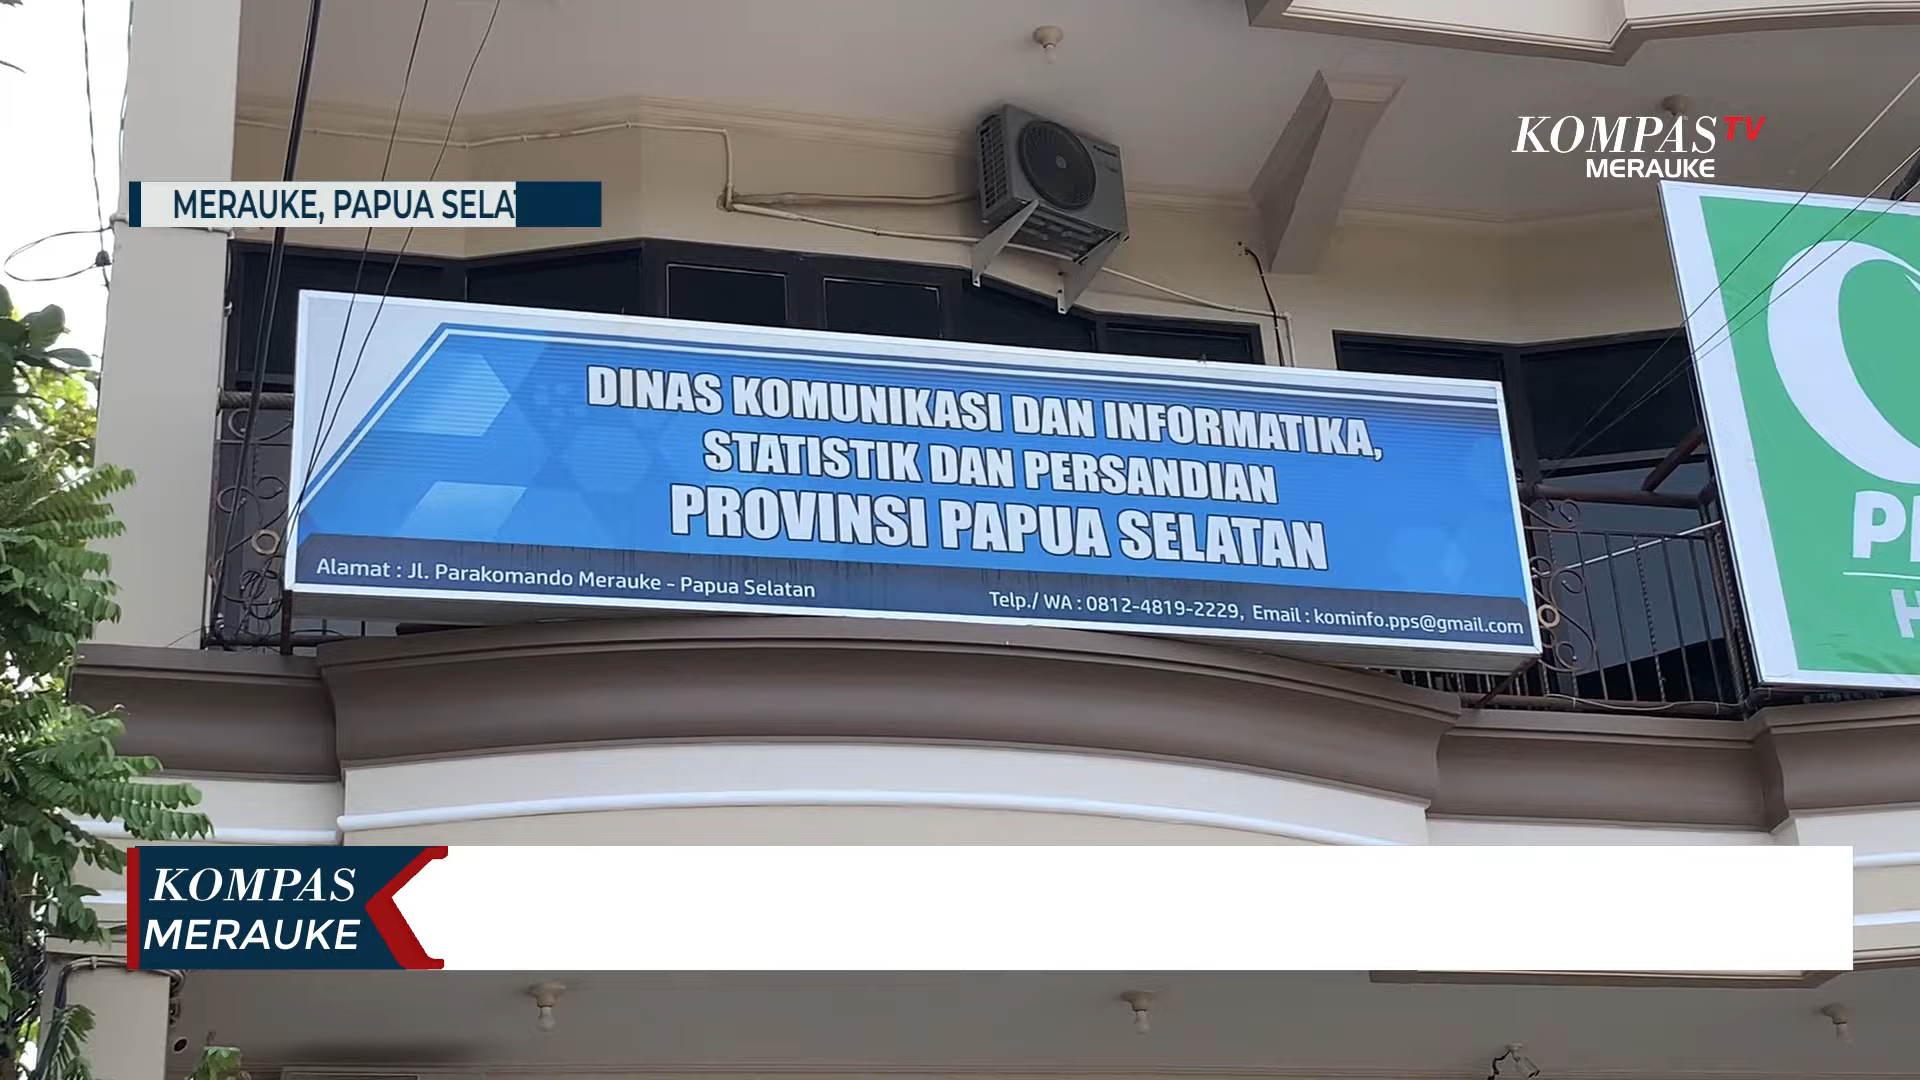 KOMPAS TV
MERAUKE
MERAUKE, PAPUA
DINAS KOMUNIKASI DAN INFORMATIKA,
STATISTIK DAN PERSANDIAN
PROVINSI PAPUA SELATAN
Alamat : Jl. Parakomando Merauke - Papua Selatan
Telp./ WA : 0812-4819-2229, Email : kominfo.pps@gmail.com
KOMPAS
MERAUKE